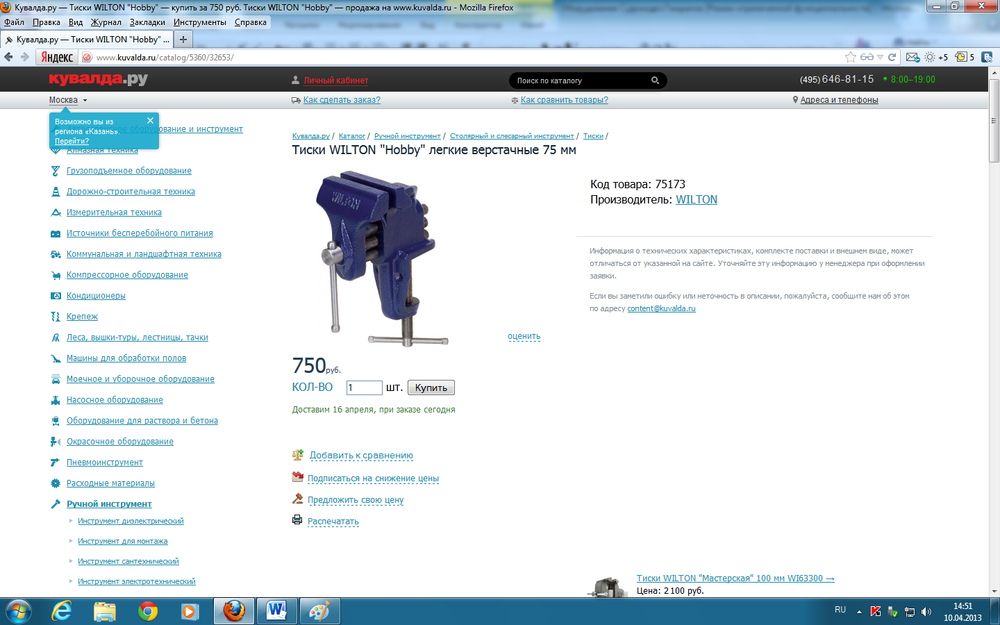 Кувалда.ру — Тиски WILTON "Hobby" — купить за 750 руб. Тиски WILTON "Hobby" — продажа на www.kuvalda.ru - Mozilla Firefox
Файл Правка Вид Журнал Закладки Инструменты Справка
Кувалда.ру — Тиски WILTON "Hobby" ...
Яндекс www.kuvalda.ru/catalog/5360/32653/ +5 5
кувалда.ру Личный кабинет Поиск по каталогу (495) 646-81-15 8:00–19:00
Москва Как сделать заказ? Как сравнить товары? Адреса и телефоны
Возможно вы из
региона «Казань».
Перейти?
оборудование и инструмент
Алмазная техника
Грузоподъемное оборудование
Дорожно-строительная техника
Измерительная техника
Источники бесперебойного питания
Коммунальная и ландшафтная техника
Компрессорное оборудование
Кондиционеры
Крепеж
Леса, вышки-туры, лестницы, тачки
Машины для обработки полов
Моечное и уборочное оборудование
Насосное оборудование
Оборудование для раствора и бетона
Окрасочное оборудование
Пневмоинструмент
Расходные материалы
Ручной инструмент
Инструмент диэлектрический
Инструмент для монтажа
Инструмент сантехнический
Инструмент электротехнический
Кувалда.ру / Каталог / Ручной инструмент / Столярный и слесарный инструмент / Тиски /
Тиски WILTON "Hobby" легкие верстачные 75 мм
WILTON
Код товара: 75173
Производитель: WILTON
Информация о технических характеристиках, комплекте поставки и внешнем виде, может
отличаться от указанной на сайте. Уточняйте эту информацию у менеджера при оформлении
заявки.
Если вы заметили ошибку или неточность в описании, пожалуйста, сообщите нам об этом
по адресу content@kuvalda.ru
оценить
750 руб.
КОЛ-ВО 1 шт. Купить
Доставим 16 апреля, при заказе сегодня
Добавить к сравнению
Подписаться на снижение цены
Предложить свою цену
Распечатать
Тиски WILTON "Мастерская" 100 мм WI63300 →
Цена: 2 100 руб.
RU 14:51
10.04.2013